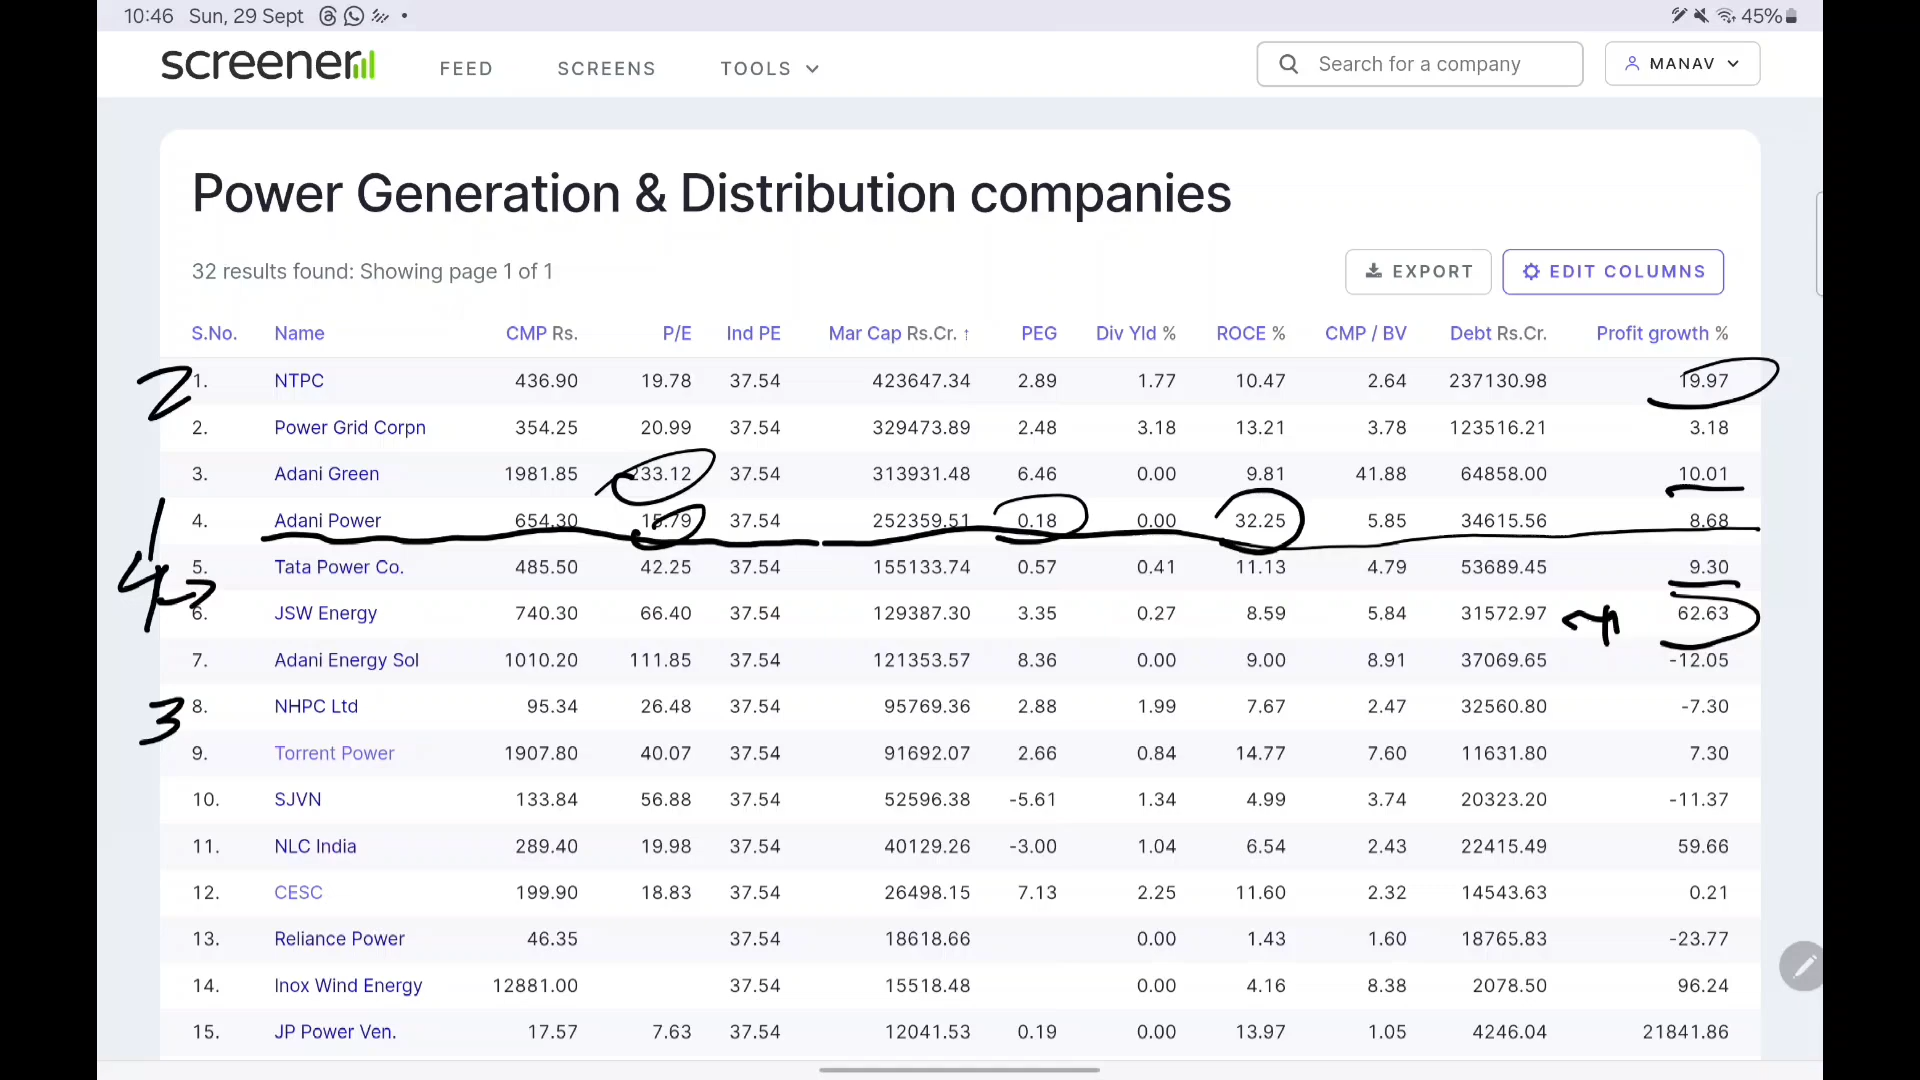 10:46 Sun, 29 Sept 45%
screener FEED SCREENS TOOLS Search for a company MANAV
Power Generation & Distribution companies
32 results found: Showing page 1 of 1 EXPORT EDIT COLUMNS
S.No. Name CMP Rs. P/E Ind PE Mar Cap Rs.Cr. ↑ PEG Div Yld % ROCE % CMP / BV Debt Rs.Cr. Profit growth %
2 1. NTPC 436.90 19.78 37.54 423647.34 2.89 1.77 10.47 2.64 237130.98 19.97
2. Power Grid Corpn 354.25 20.99 37.54 329473.89 2.48 3.18 13.21 3.78 123516.21 3.18
3. Adani Green 1981.85 233.12 37.54 313931.48 6.46 0.00 9.81 41.88 64858.00 10.01
1 4. Adani Power 654.30 15.79 37.54 252359.51 0.18 0.00 32.25 5.85 34615.56 8.68
4 5. Tata Power Co. 485.50 42.25 37.54 155133.74 0.57 0.41 11.13 4.79 53689.45 9.30
6. JSW Energy 740.30 66.40 37.54 129387.30 3.35 0.27 8.59 5.84 31572.97 62.63
7. Adani Energy Sol 1010.20 111.85 37.54 121353.57 8.36 0.00 9.00 8.91 37069.65 -12.05
3 8. NHPC Ltd 95.34 26.48 37.54 95769.36 2.88 1.99 7.67 2.47 32560.80 -7.30
9. Torrent Power 1907.80 40.07 37.54 91692.07 2.66 0.84 14.77 7.60 11631.80 7.30
10. SJVN 133.84 56.88 37.54 52596.38 -5.61 1.34 4.99 3.74 20323.20 -11.37
11. NLC India 289.40 19.98 37.54 40129.26 -3.00 1.04 6.54 2.43 22415.49 59.66
12. CESC 199.90 18.83 37.54 26498.15 7.13 2.25 11.60 2.32 14543.63 0.21
13. Reliance Power 46.35 37.54 18618.66 0.00 1.43 1.60 18765.83 -23.77
14. Inox Wind Energy 12881.00 37.54 15518.48 0.00 4.16 8.38 2078.50 96.24
15. JP Power Ven. 17.57 7.63 37.54 12041.53 0.19 0.00 13.97 1.05 4246.04 21841.86